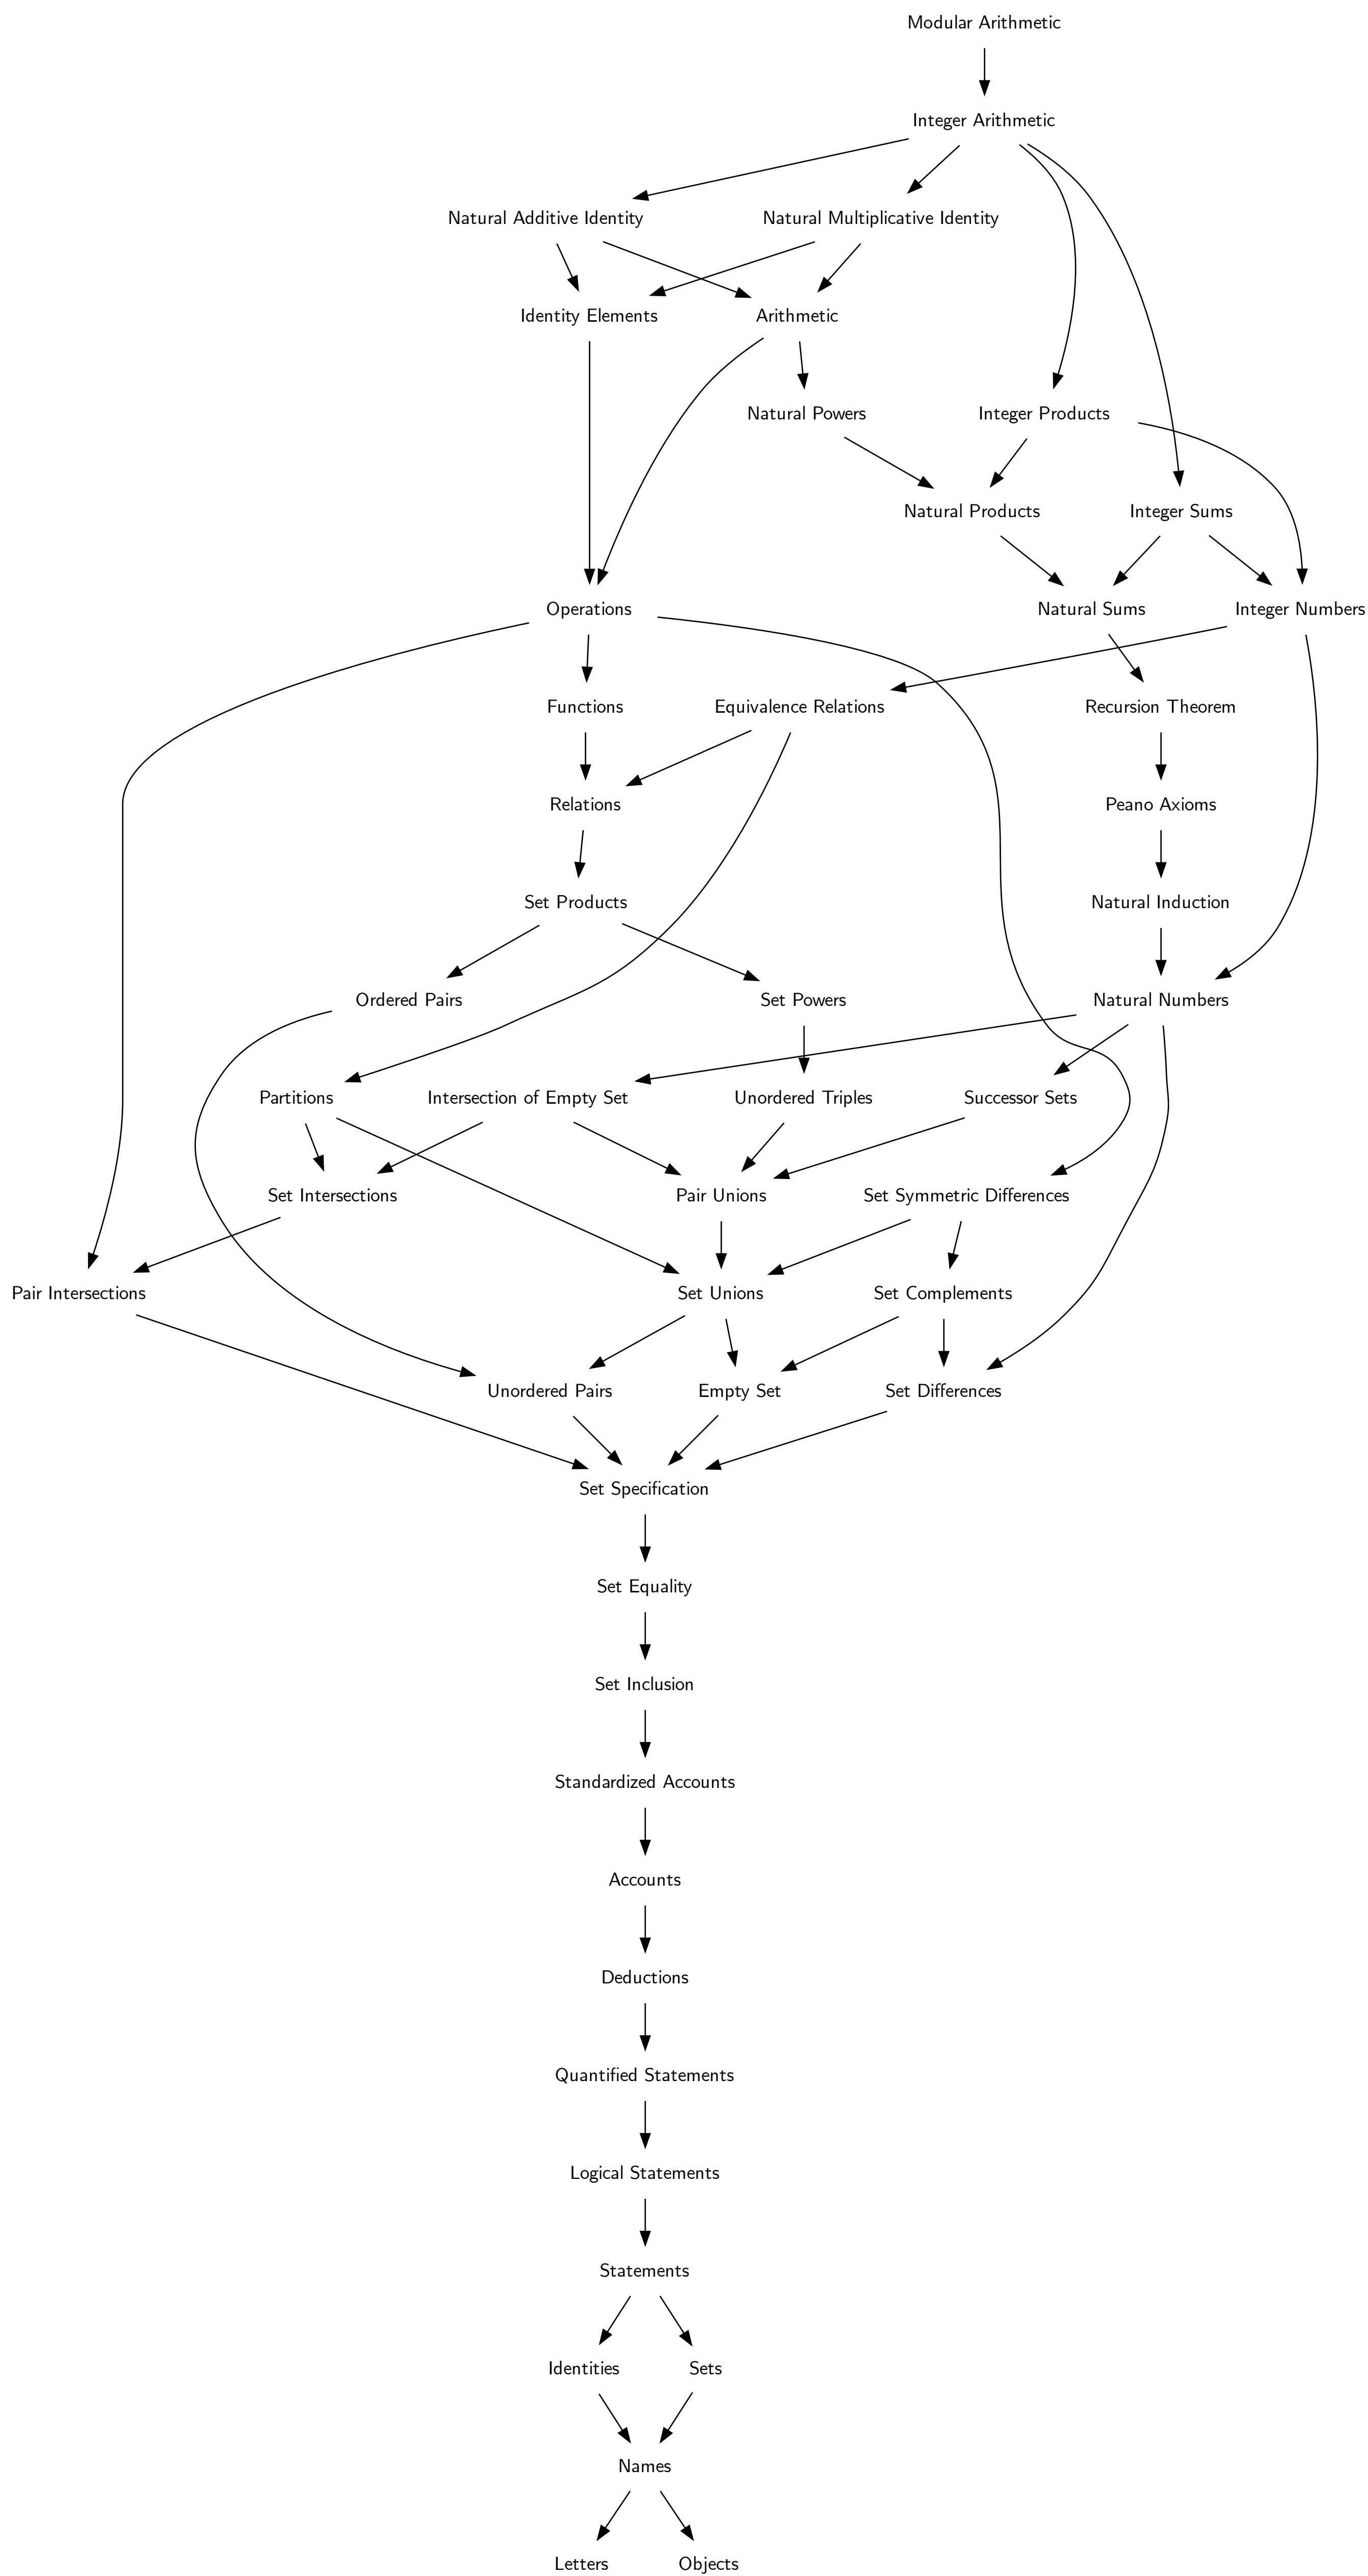 Modular Arithmetic
Integer Arithmetic
Natural Additive Identity
Natural Multiplicative Identity
Identity Elements
Arithmetic
Natural Powers
Integer Products
Natural Products
Integer Sums
Operations
Natural Sums
Integer Numbers
Functions
Equivalence Relations
Recursion Theorem
Relations
Peano Axioms
Set Products
Natural Induction
Ordered Pairs
Set Powers
Natural Numbers
Partitions
Intersection of Empty Set
Unordered Triples
Successor Sets
Set Intersections
Pair Unions
Set Symmetric Differences
Pair Intersections
Set Unions
Set Complements
Unordered Pairs
Empty Set
Set Differences
Set Specification
Set Equality
Set Inclusion
Standardized Accounts
Accounts
Deductions
Quantified Statements
Logical Statements
Statements
Identities
Sets
Names
Letters
Objects